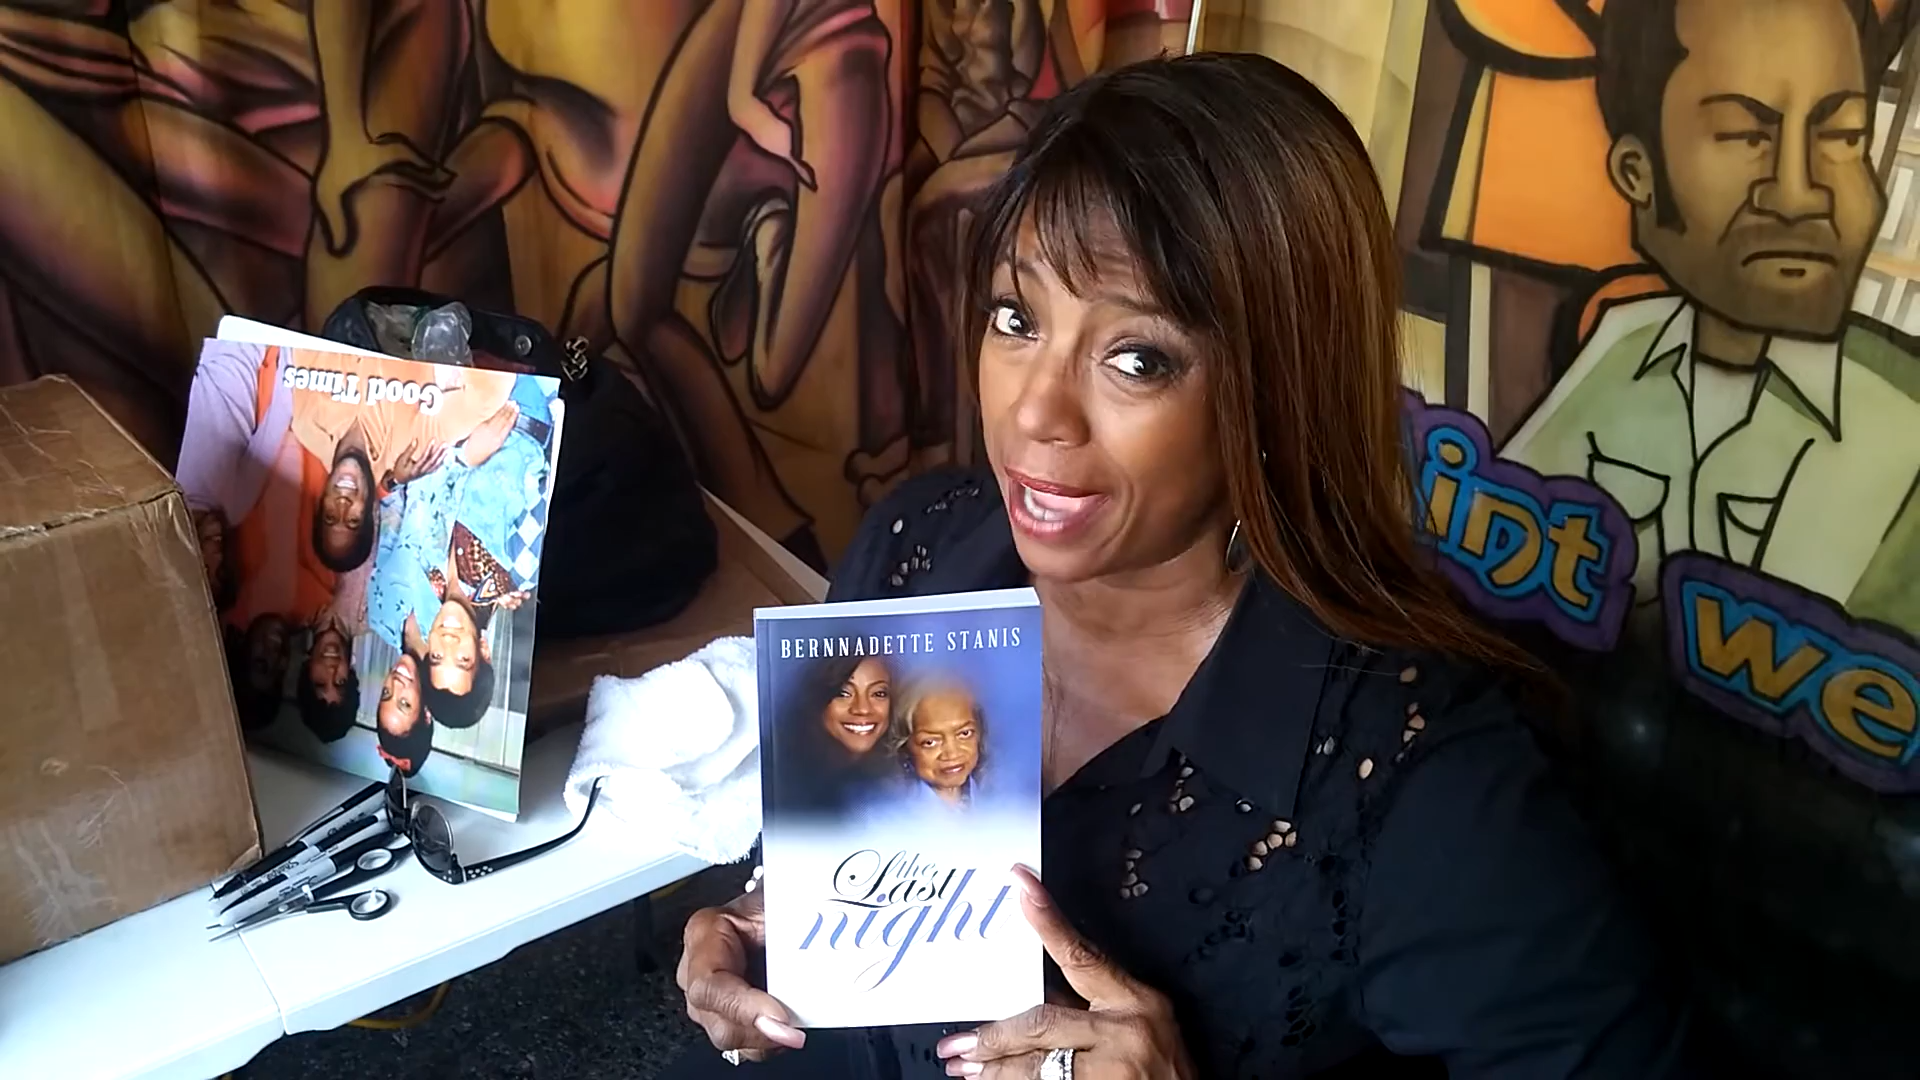 Good Times
BERNNADETTE STANIS
the
Last
night
int
we